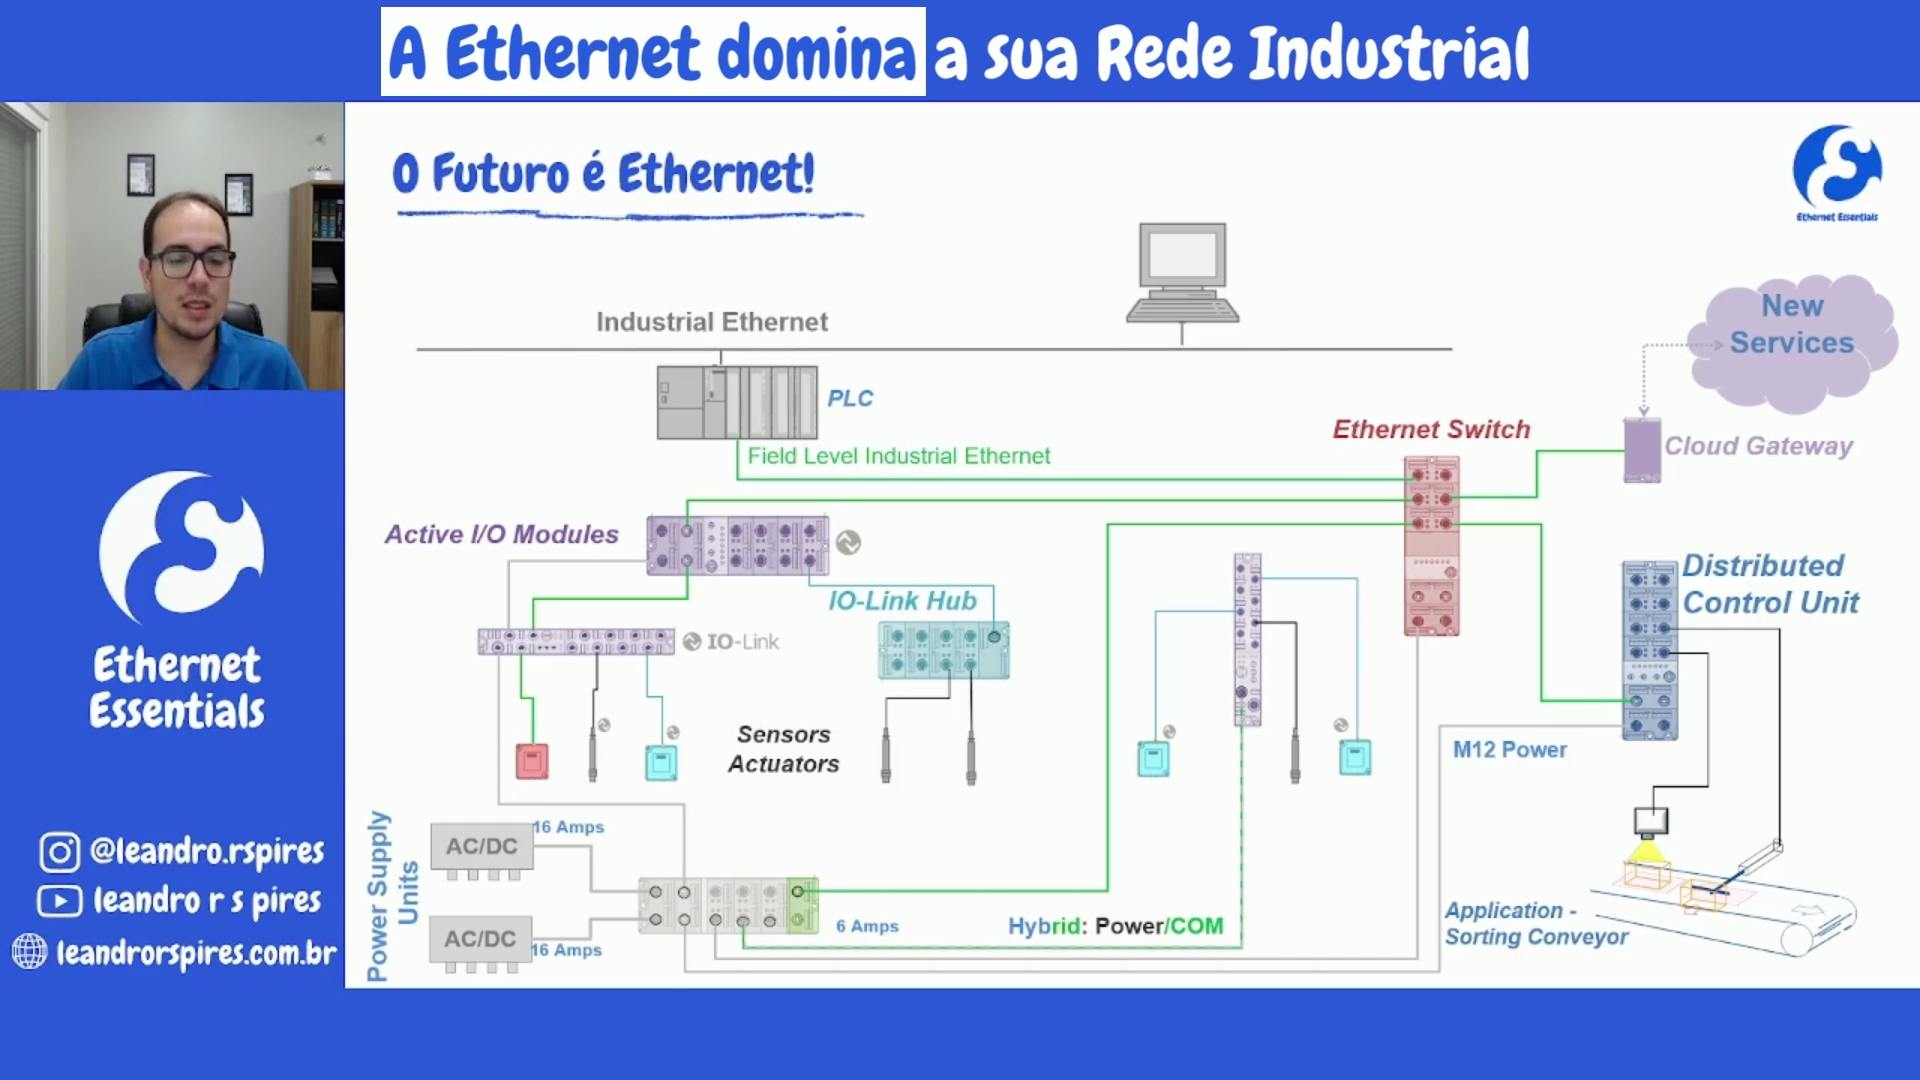 A Ethernet domina a sua Rede Industrial
O Futuro é Ethernet!
Ethernet Essentials
Industrial Ethernet
New
Services
PLC
Ethernet Switch
Cloud Gateway
Field Level Industrial Ethernet
Active I/O Modules
Distributed
Control Unit
IO-Link Hub
IO-Link
Sensors
Actuators
M12 Power
Power Supply
Units
AC/DC
16 Amps
AC/DC
16 Amps
6 Amps
Hybrid: Power/COM
Application -
Sorting Conveyor
Ethernet
Essentials
@leandro.rspires
leandro r s pires
leandrorspires.com.br